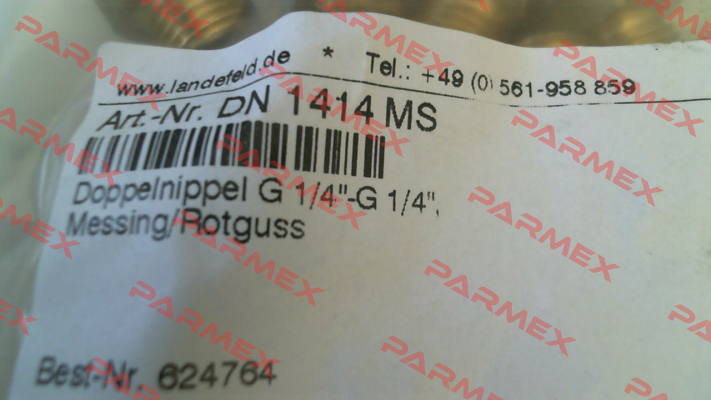 www.landefeld.de * Tel.: +49 (0) 561-958 859
Art.-Nr. DN 1414 MS
Doppelnippel G 1/4"-G 1/4",
Messing/Rotguss
Best-Nr. 624764
PARMEX